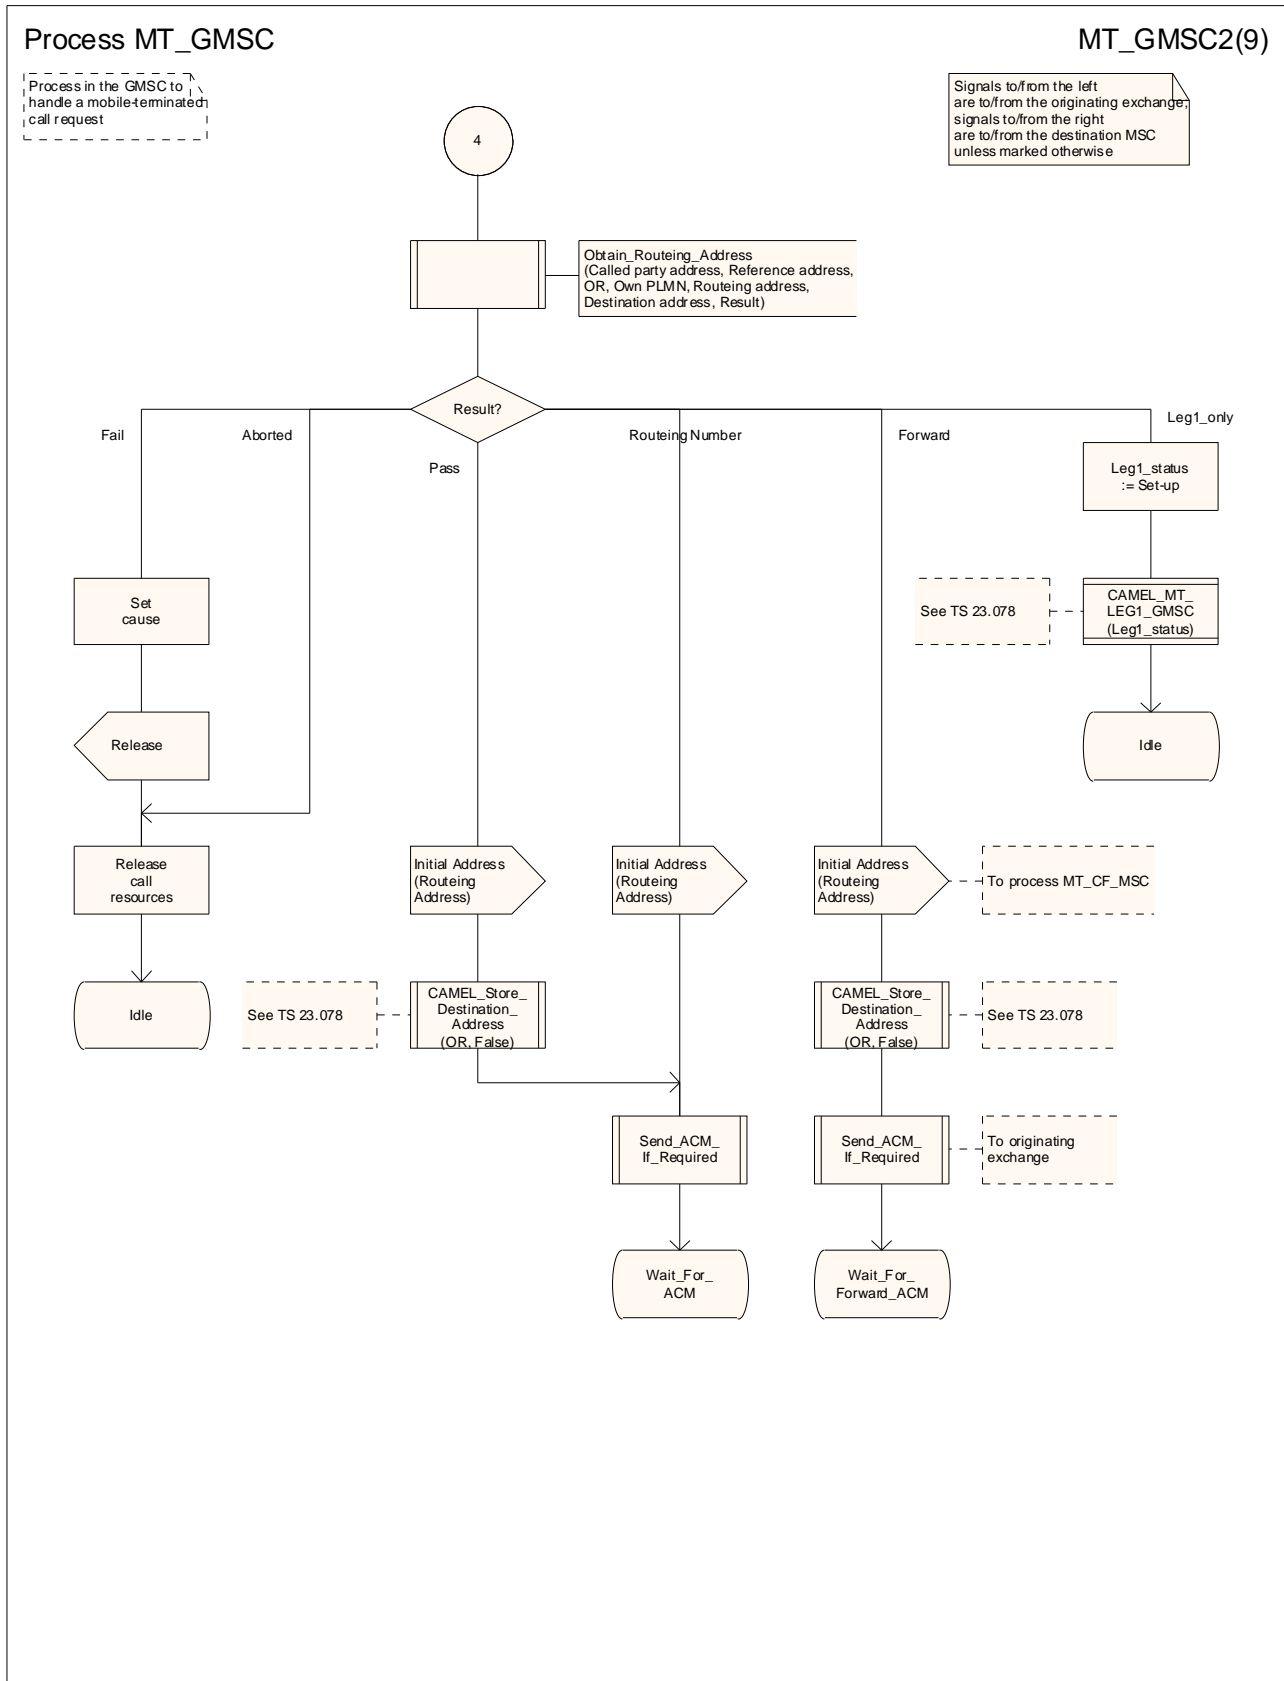 Process MT_GMSC
MT_GMSC2(9)
Process in the GMSC to
handle a mobile-terminated
call request
Signals to/from the left
are to/from the originating exchange;
signals to/from the right
are to/from the destination MSC
unless marked otherwise
4
Obtain_Routeing_Address
(Called party address, Reference address,
OR, Own PLMN, Routeing address,
Destination address, Result)
Result?
Fail
Aborted
Pass
Routeing Number
Forward
Leg1_only
Leg1_status
:= Set-up
Set
cause
See TS 23.078
CAMEL_MT_
LEG1_GMSC
(Leg1_status)
Release
Idle
Release
call
resources
Initial Address
(Routeing
Address)
Initial Address
(Routeing
Address)
Initial Address
(Routeing
Address)
To process MT_CF_MSC
Idle
See TS 23.078
CAMEL_Store_
Destination_
Address
(OR, False)
CAMEL_Store_
Destination_
Address
(OR, False)
See TS 23.078
Send_ACM_
If_Required
Send_ACM_
If_Required
To originating
exchange
Wait_For_
ACM
Wait_For_
Forward_ACM